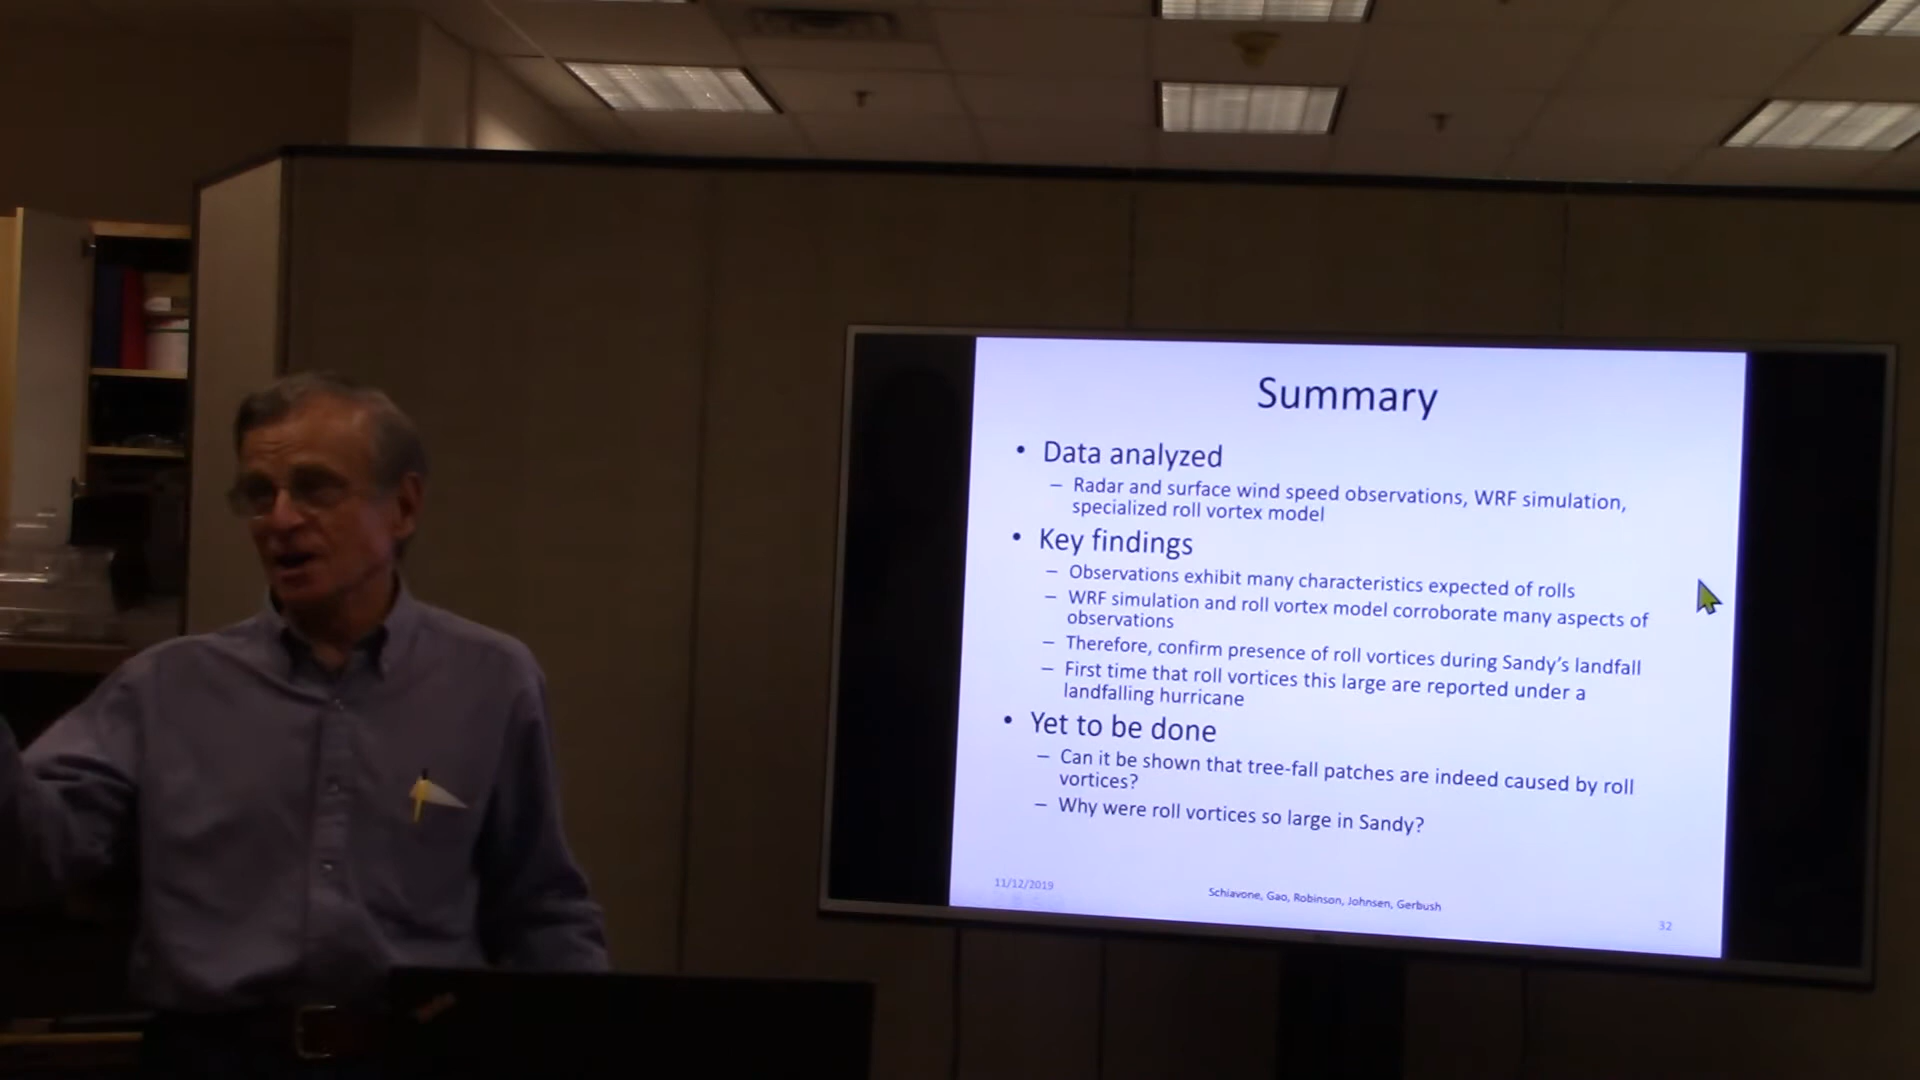 Summary
• Data analyzed
– Radar and surface wind speed observations, WRF simulation,
specialized roll vortex model
• Key findings
– Observations exhibit many characteristics expected of rolls
– WRF simulation and roll vortex model corroborate many aspects of
observations
– Therefore, confirm presence of roll vortices during Sandy's landfall
– First time that roll vortices this large are reported under a
landfalling hurricane
• Yet to be done
– Can it be shown that tree-fall patches are indeed caused by roll
vortices?
– Why were roll vortices so large in Sandy?
11/12/2019
Schiavone, Gao, Robinson, Johnsen, Gerbush
32